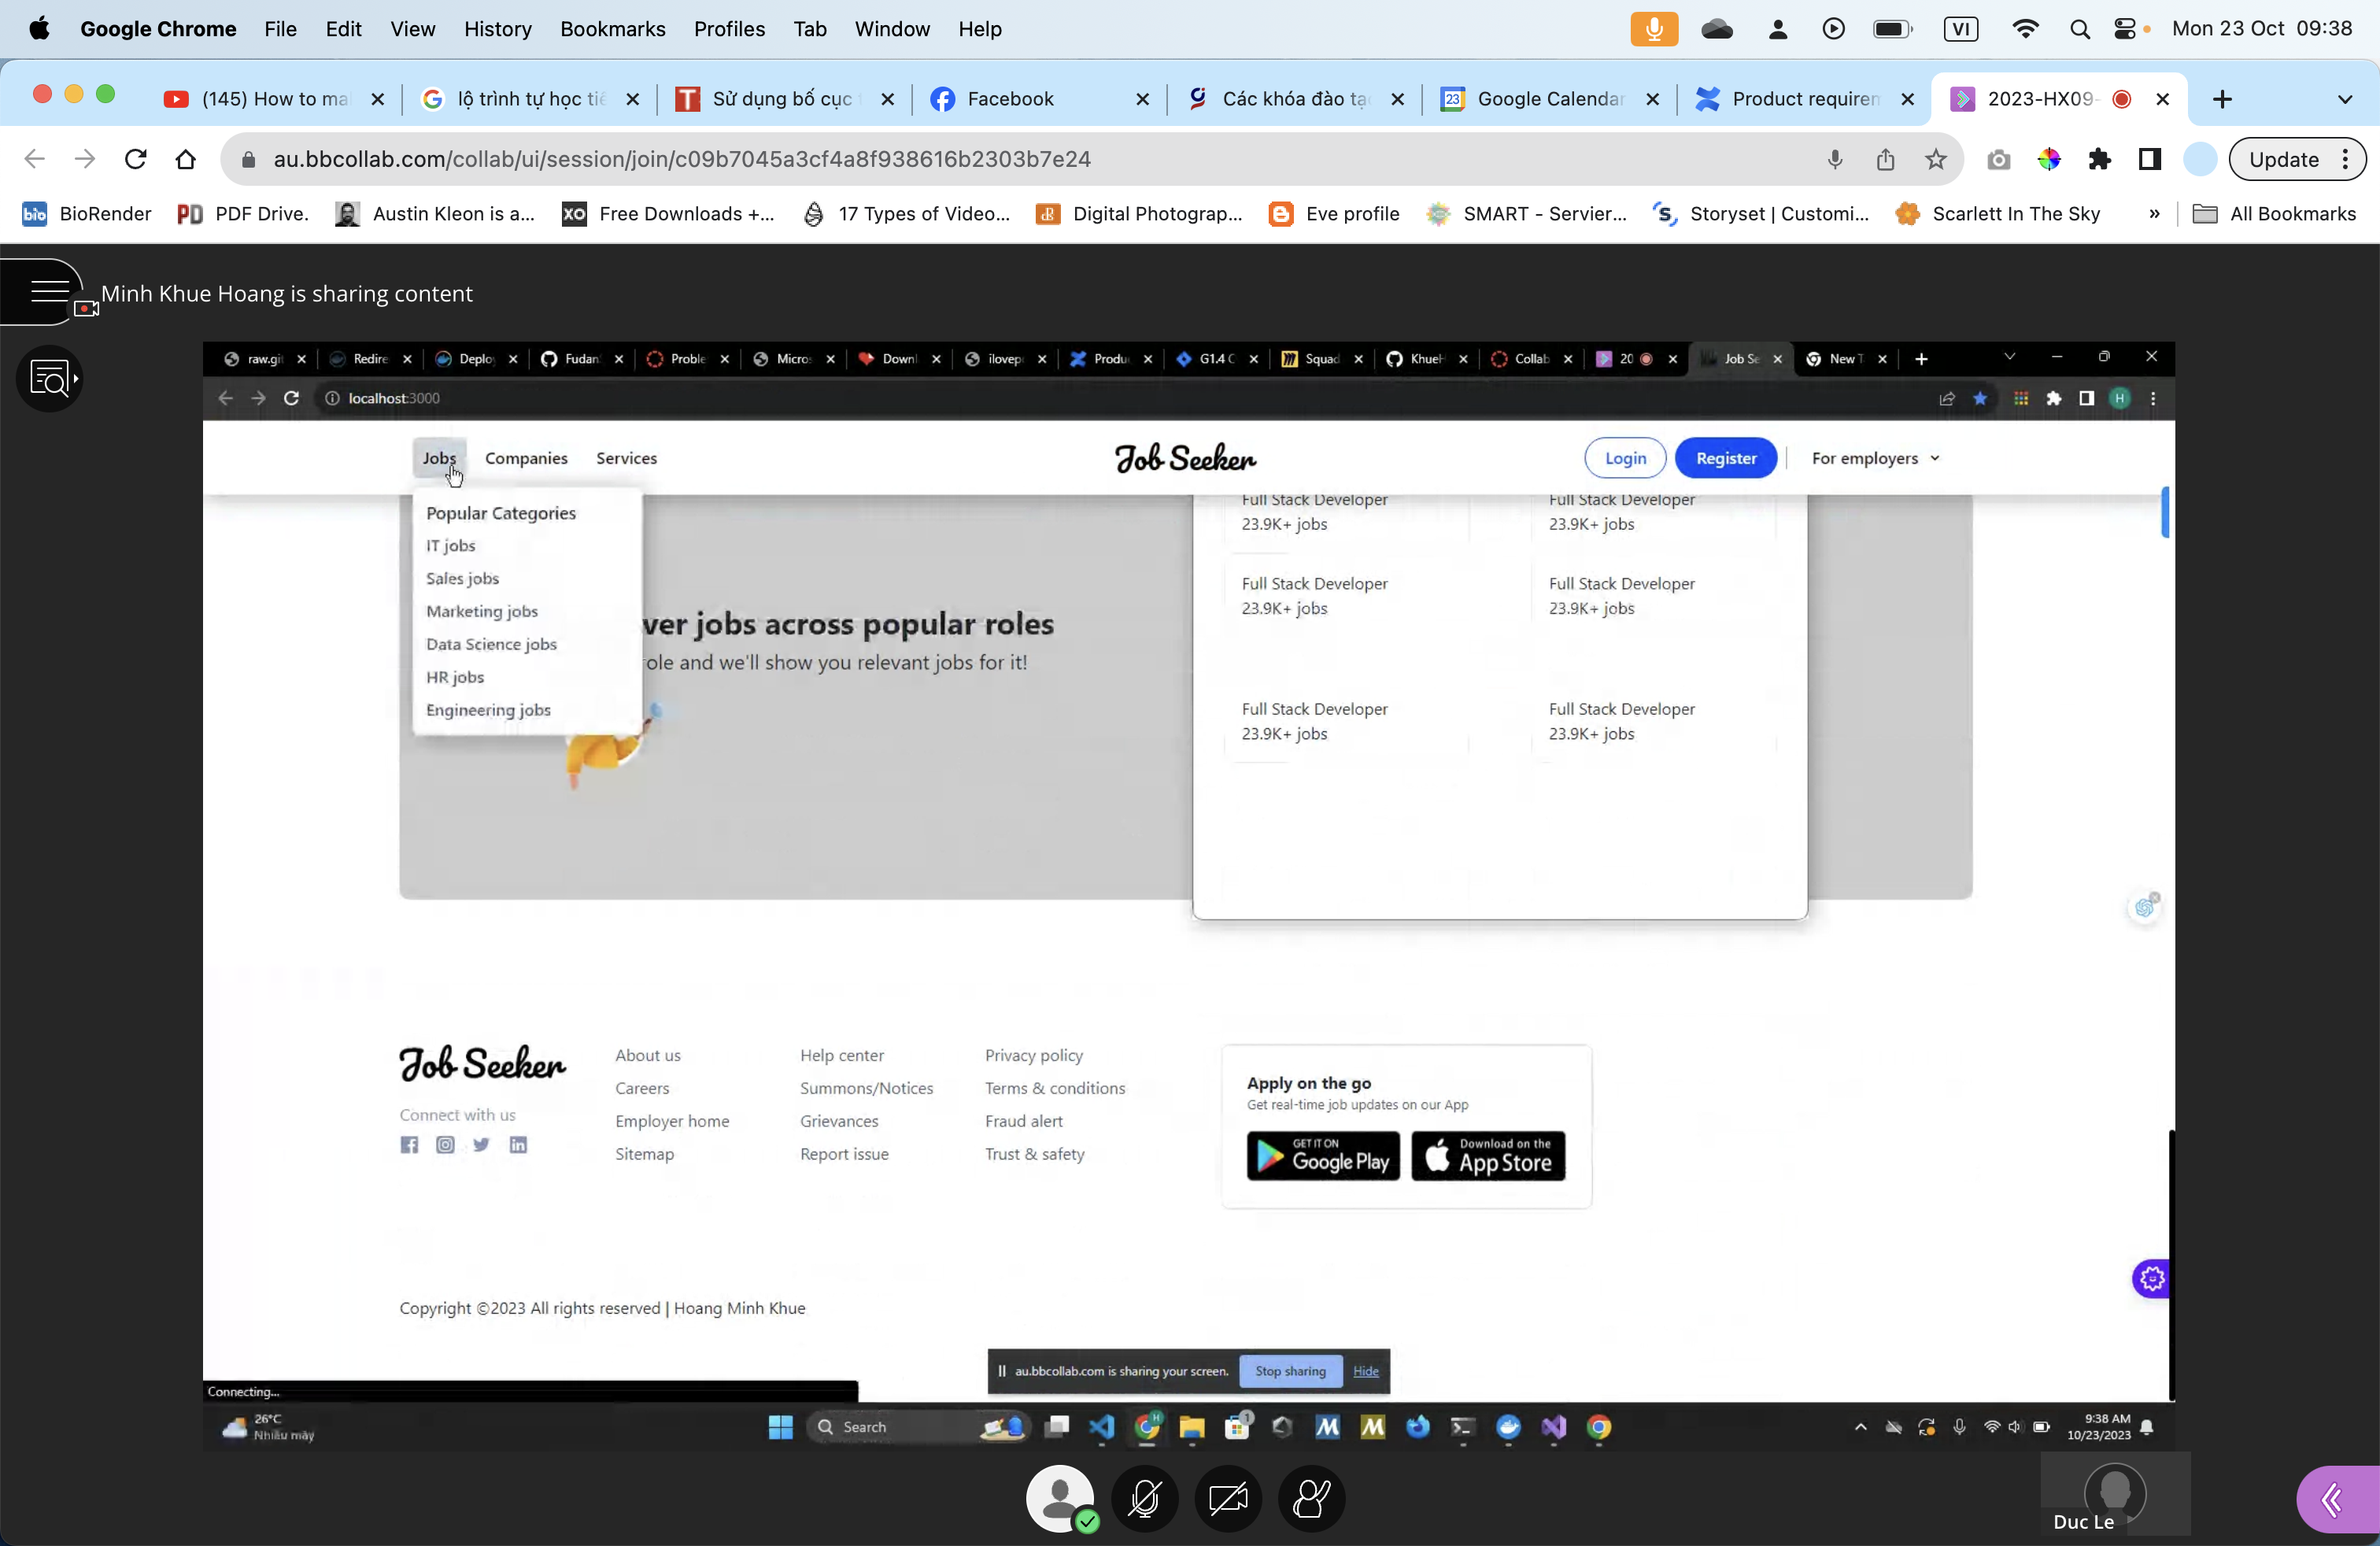 Google Chrome File Edit View History Bookmarks Profiles Tab Window Help VI Mon 23 Oct 09:38
(145) How to ma lộ trình tự học tiế Sử dụng bố cục Facebook Các khóa đào tạ 23 Google Calendar Product requirem 2023-HX09-
au.bbcollab.com/collab/ui/session/join/c09b7045a3cf4a8f938616b2303b7e24 Update
bio BioRender PD PDF Drive. Austin Kleon is a... XO Free Downloads +... 17 Types of Video... Digital Photograp... Eve profile SMART - Servier... Storyset | Customi... Scarlett In The Sky » All Bookmarks
Minh Khue Hoang is sharing content
raw.gi Redire Deplo Fudan Proble Micro Downl ilovep Produ G1.4 C Squad KhueH Collab 20 Job Se New T
localhost:3000 H
Jobs Companies Services Job Seeker Login Register For employers
Popular Categories
IT jobs
Sales jobs
Marketing jobs
Data Science jobs
HR jobs
Engineering jobs
ver jobs across popular roles
ole and we'll show you relevant jobs for it!
Full Stack Developer Full Stack Developer
23.9K+ jobs 23.9K+ jobs
Full Stack Developer Full Stack Developer
23.9K+ jobs 23.9K+ jobs
Full Stack Developer Full Stack Developer
23.9K+ jobs 23.9K+ jobs
Job Seeker
Connect with us
About us
Careers
Employer home
Sitemap
Help center
Summons/Notices
Grievances
Report issue
Privacy policy
Terms & conditions
Fraud alert
Trust & safety
Apply on the go
Get real-time job updates on our App
GET IT ON
Google Play
Download on the
App Store
Copyright ©2023 All rights reserved | Hoang Minh Khue
au.bbcollab.com is sharing your screen. Stop sharing Hide
Connecting...
26°C
Nhiều mây
Search
9:38 AM
10/23/2023
Duc Le